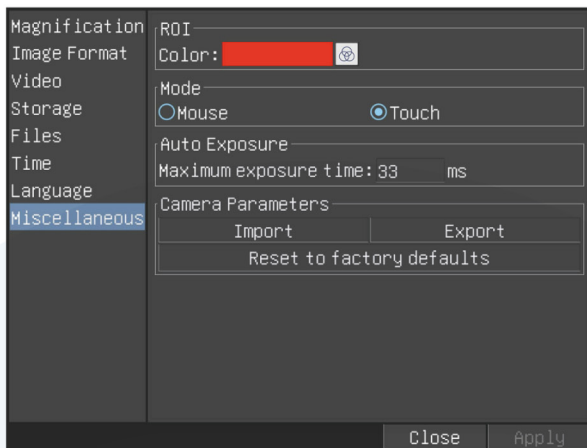 Magnification
Image Format
Video
Storage
Files
Time
Language
Miscellaneous
ROI
Color:
Mode
Mouse Touch
Auto Exposure
Maximum exposure time: 33 ms
Camera Parameters
Import Export
Reset to factory defaults
Close Apply